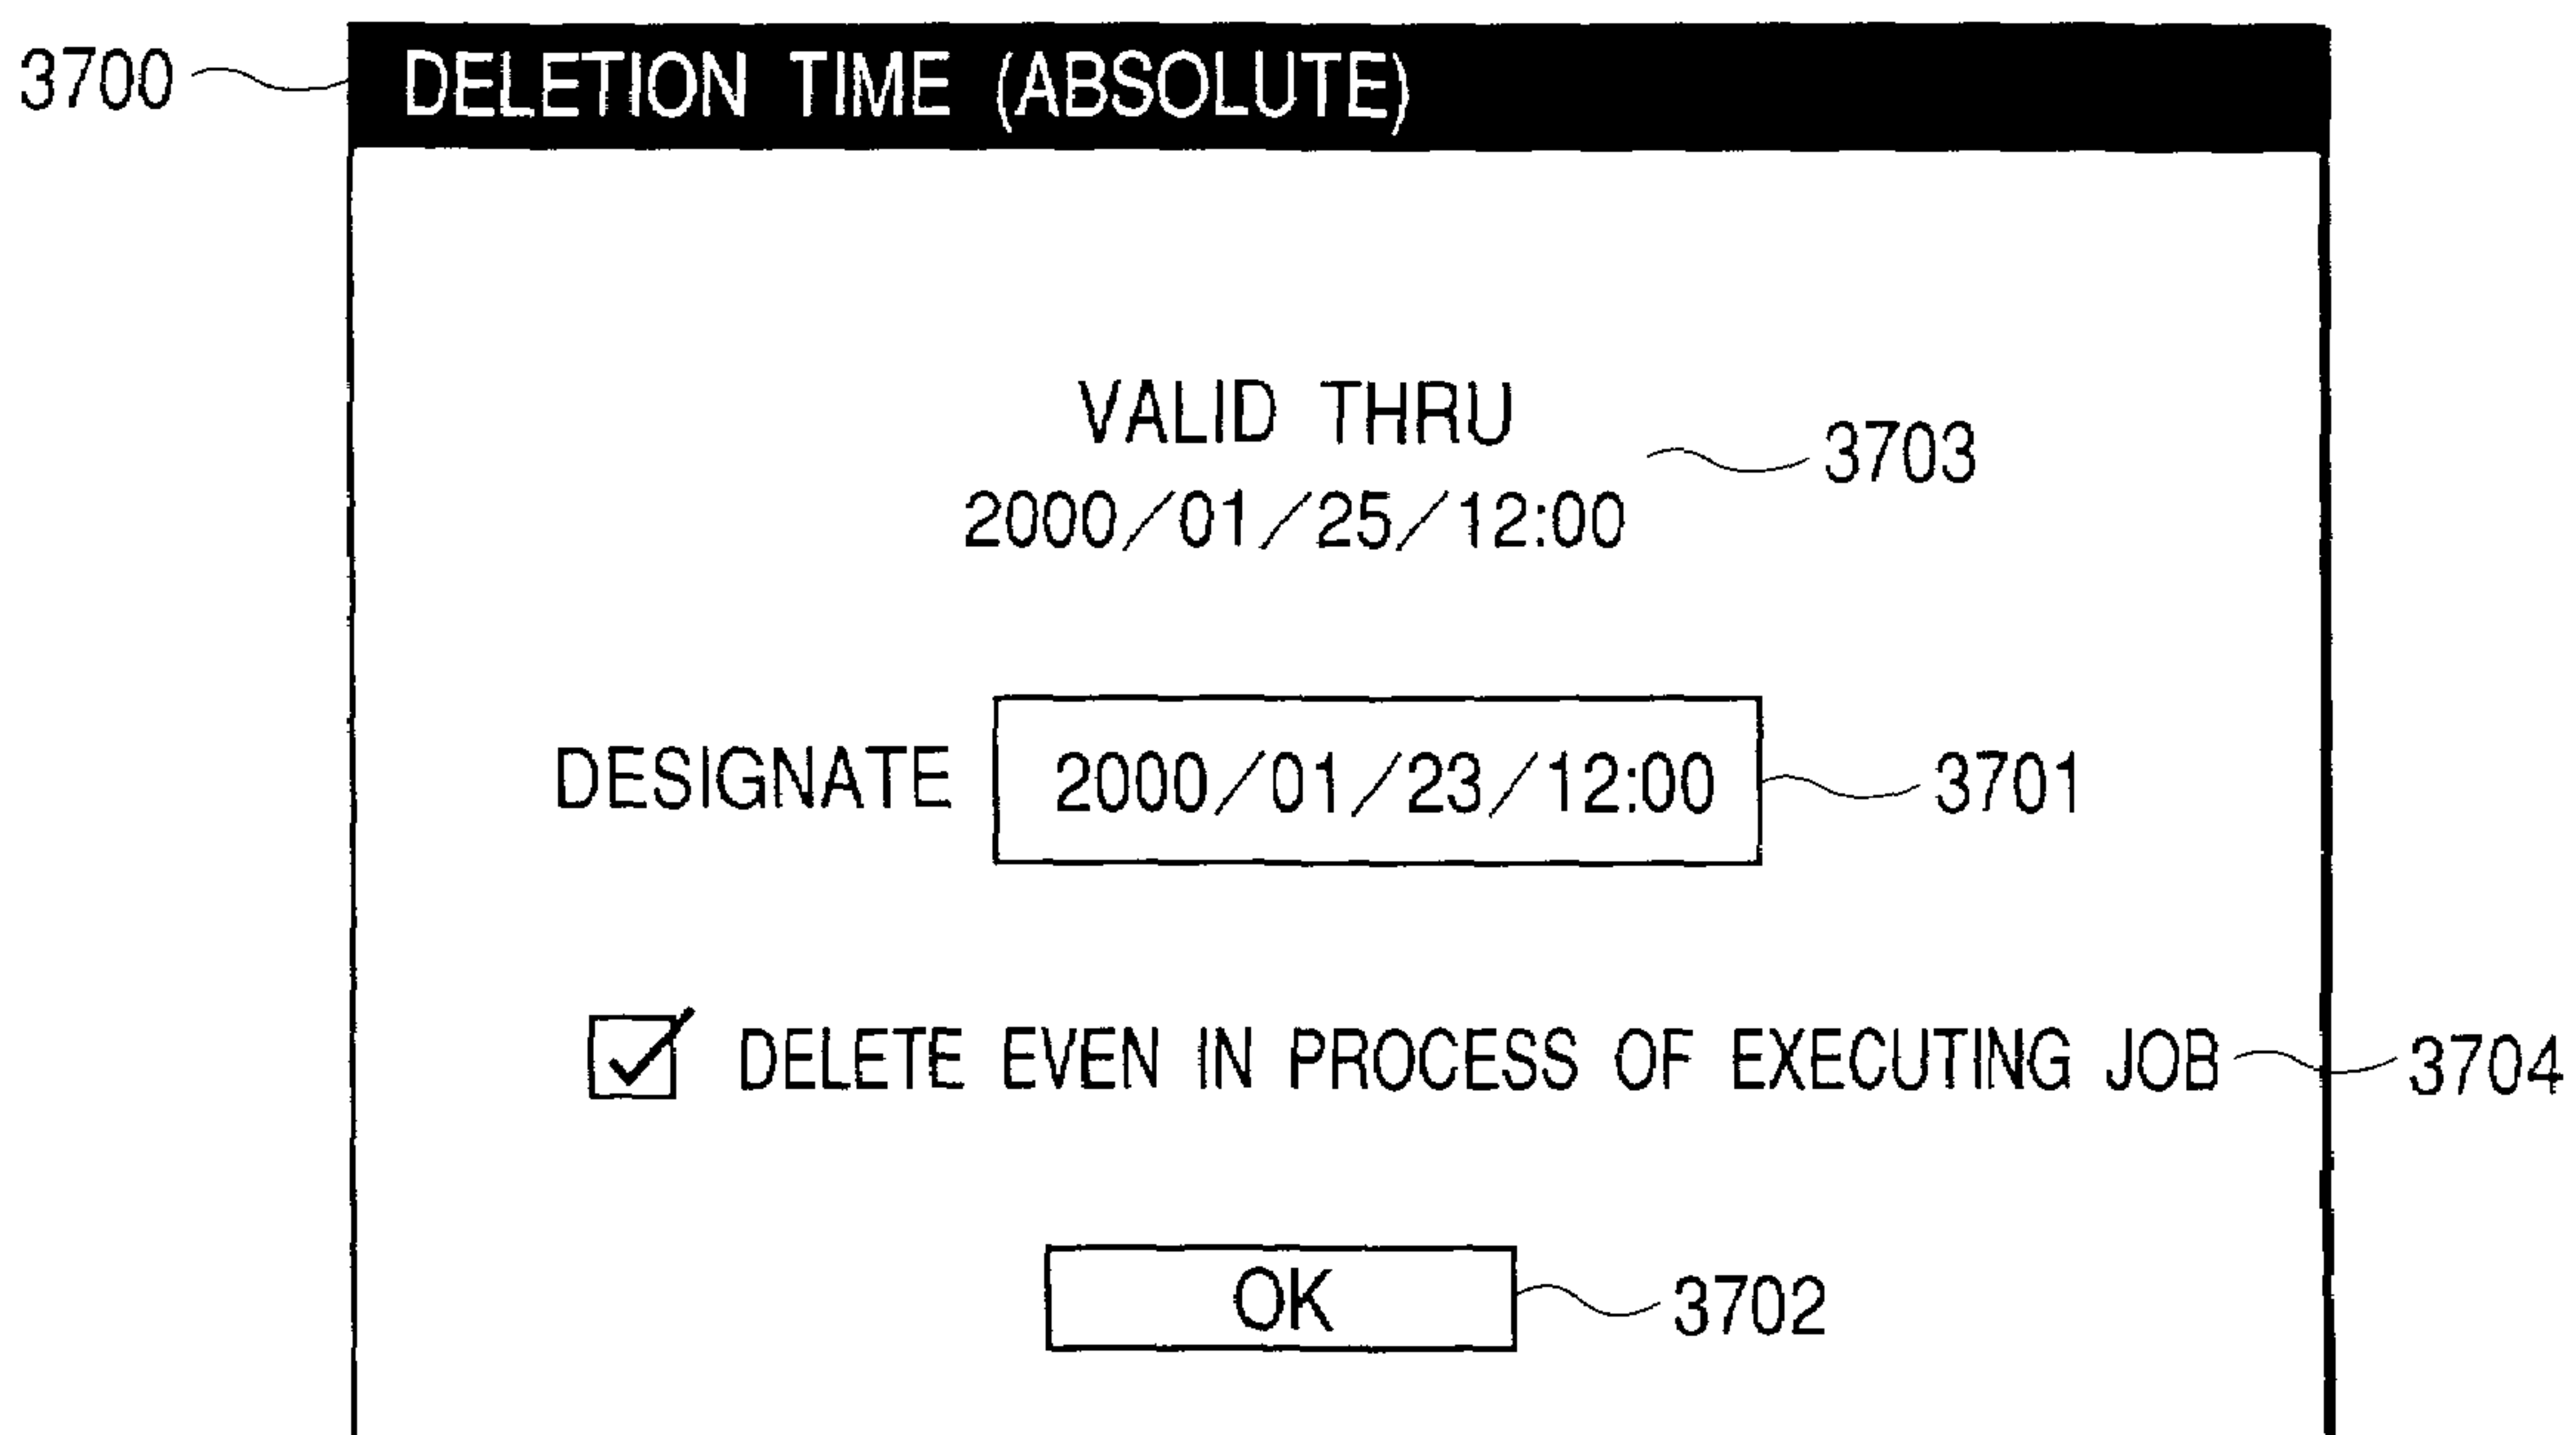 3700 DELETION TIME (ABSOLUTE)
VALID THRU
3703
2000/01/25/12:00
DESIGNATE 2000/01/23/12:00 3701
DELETE EVEN IN PROCESS OF EXECUTING JOB 3704
OK 3702